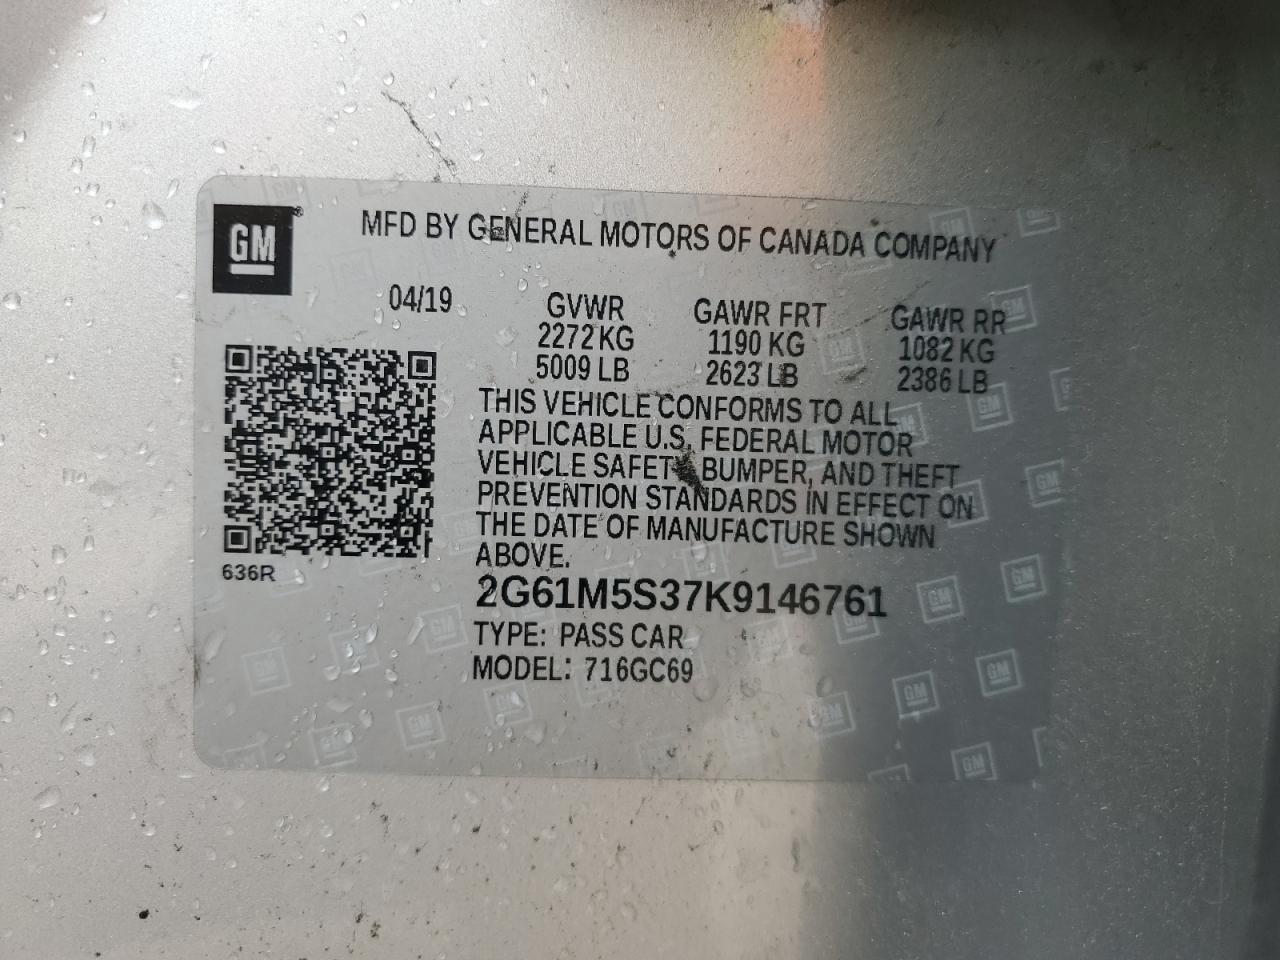 GM
MFD BY GENERAL MOTORS OF CANADA COMPANY
04/19
GVWR GAWR FRT GAWR RR
2272 KG 1190 KG 1082 KG
5009 LB 2623 LB 2386 LB
THIS VEHICLE CONFORMS TO ALL
APPLICABLE U.S. FEDERAL MOTOR
VEHICLE SAFETY, BUMPER, AND THEFT
PREVENTION STANDARDS IN EFFECT ON
THE DATE OF MANUFACTURE SHOWN
ABOVE.
636R
2G61M5S37K9146761
TYPE: PASS CAR
MODEL: 716GC69